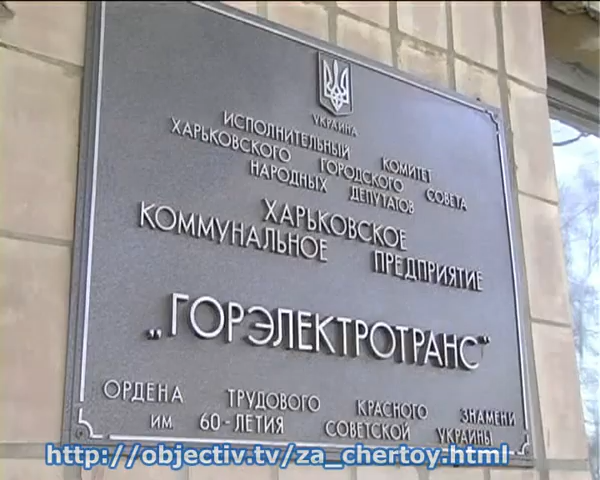 УКРАИНА
ИСПОЛНИТЕЛЬНЫЙ КОМИТЕТ
ХАРЬКОВСКОГО ГОРОДСКОГО СОВЕТА
НАРОДНЫХ ДЕПУТАТОВ
ХАРЬКОВСКОЕ
КОММУНАЛЬНОЕ ПРЕДПРИЯТИЕ
„ГОРЭЛЕКТРОТРАНС“
ОРДЕНА ТРУДОВОГО КРАСНОГО ЗНАМЕНИ
ИМ 60-ЛЕТИЯ СОВЕТСКОЙ УКРАИНЫ
http://objectiv.tv/za_chertoy.html